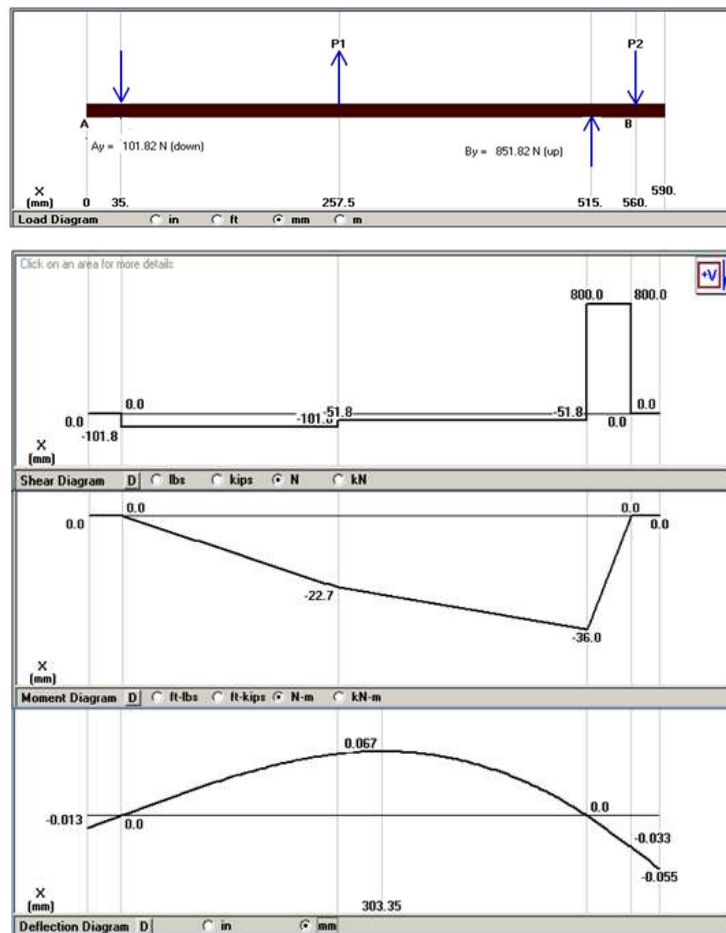 P1 P2
A B
Ay = 101.82 N (down) By = 851.82 N (up)
X 590.
(mm) 0 35. 257.5 515. 560.
Load Diagram in ft mm m
Click on an area for more details
+V
800.0 800.0
0.0 -51.8 -51.8 0.0
0.0 -101.8 0.0
-101.8
X
(mm)
Shear Diagram D lbs kips N kN
0.0 0.0
0.0 0.0
-22.7
-36.0
X
(mm)
Moment Diagram D ft-lbs ft-kips N-m kN-m
0.067
0.0
-0.013 0.0
-0.033
-0.055
X
(mm) 303.35
Deflection Diagram D in mm